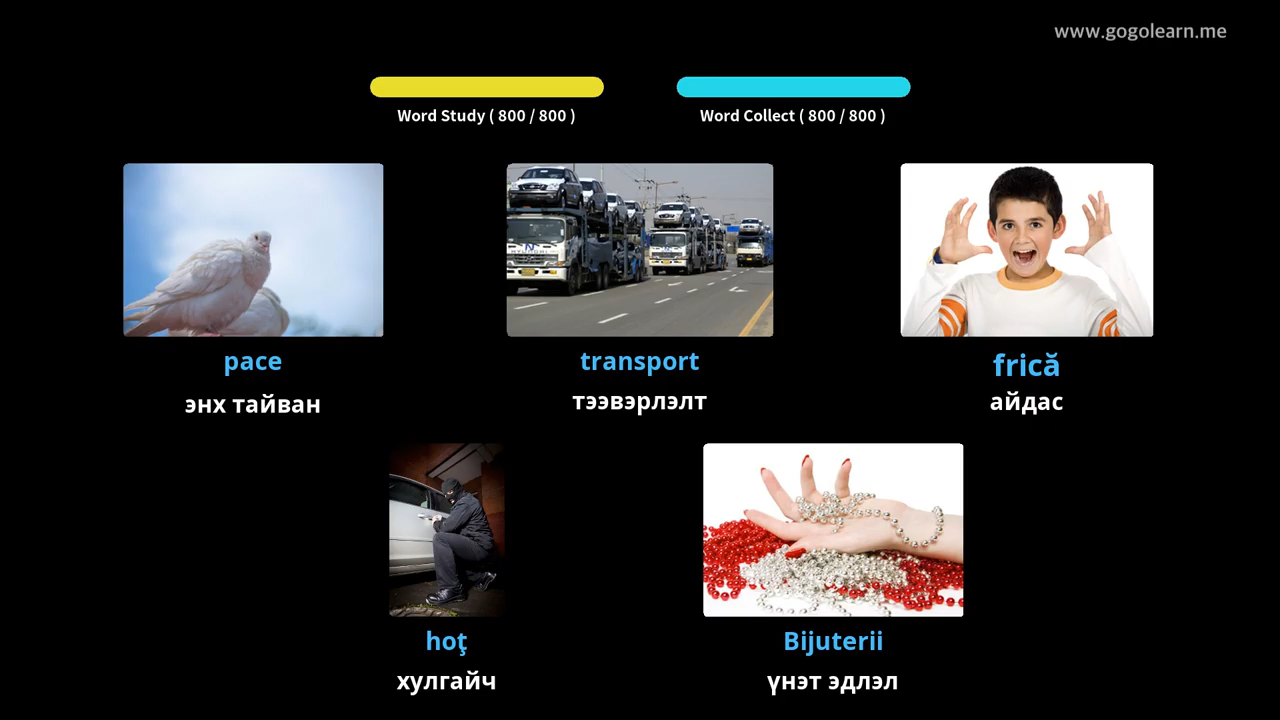 www.gogolearn.me
Word Study ( 800 / 800 )
Word Collect ( 800 / 800 )
pace
энх тайван
transport
тээвэрлэлт
frică
айдас
hoţ
хулгайч
Bijuterii
үнэт эдлэл